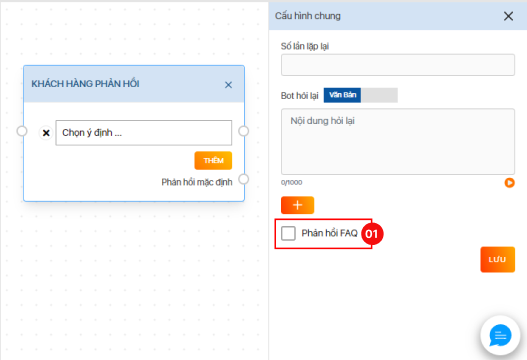 Cấu hình chung
Số lần lặp lại
KHÁCH HÀNG PHẢN HỒI
Bot hỏi lại Văn Bản
Nội dung hỏi lại
Chọn ý định ...
THÊM
Phản hồi mặc định
0/1000
Phản hồi FAQ 01
LƯU